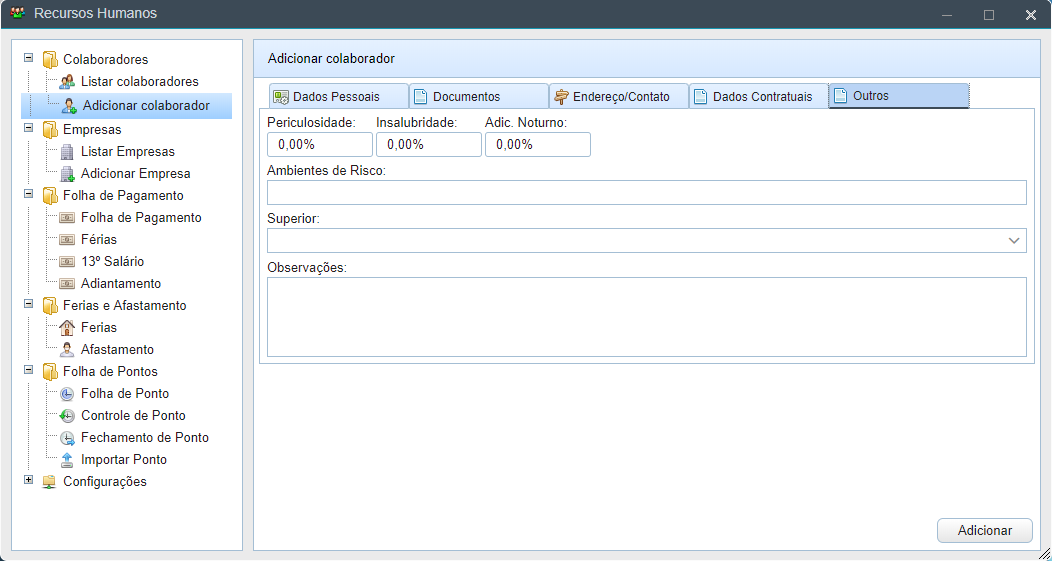 Recursos Humanos
Colaboradores
Listar colaboradores
Adicionar colaborador
Empresas
Listar Empresas
Adicionar Empresa
Folha de Pagamento
Folha de Pagamento
Férias
13º Salário
Adiantamento
Ferias e Afastamento
Ferias
Afastamento
Folha de Pontos
Folha de Ponto
Controle de Ponto
Fechamento de Ponto
Importar Ponto
Configurações
Adicionar colaborador
Dados Pessoais Documentos Endereço/Contato Dados Contratuais Outros
Periculosidade: Insalubridade: Adic. Noturno:
0,00% 0,00% 0,00%
Ambientes de Risco:
Superior:
Observações:
Adicionar